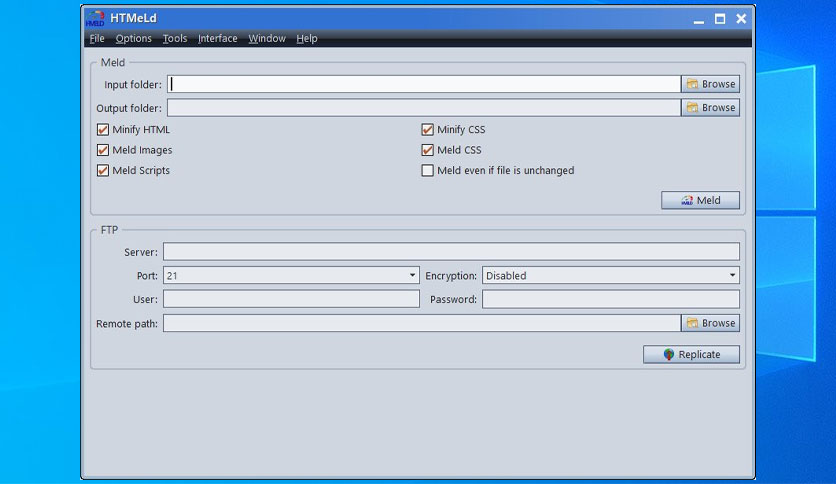 HTMeLd
File Options Tools Interface Window Help
Meld
Input folder: Browse
Output folder: Browse
Minify HTML Minify CSS
Meld Images Meld CSS
Meld Scripts Meld even if file is unchanged
Meld
FTP
Server:
Port: 21 Encryption: Disabled
User: Password:
Remote path: Browse
Replicate